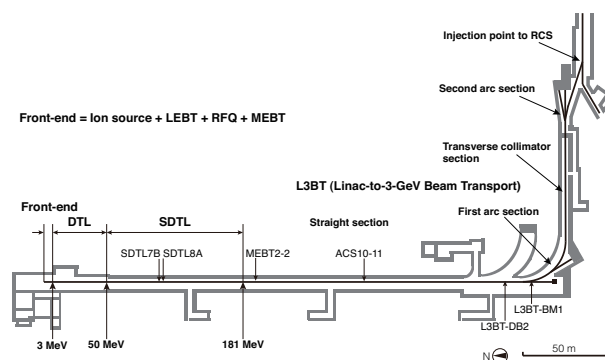 Injection point to RCS
Second arc section
Front-end = Ion source + LEBT + RFQ + MEBT
Transverse collimator
section
L3BT (Linac-to-3-GeV Beam Transport)
Front-end
DTL
SDTL
Straight section
First arc section
SDTL7B
SDTL8A
MEBT2-2
ACS10-11
L3BT-BM1
L3BT-DB2
3 MeV
50 MeV
181 MeV
N
50 m